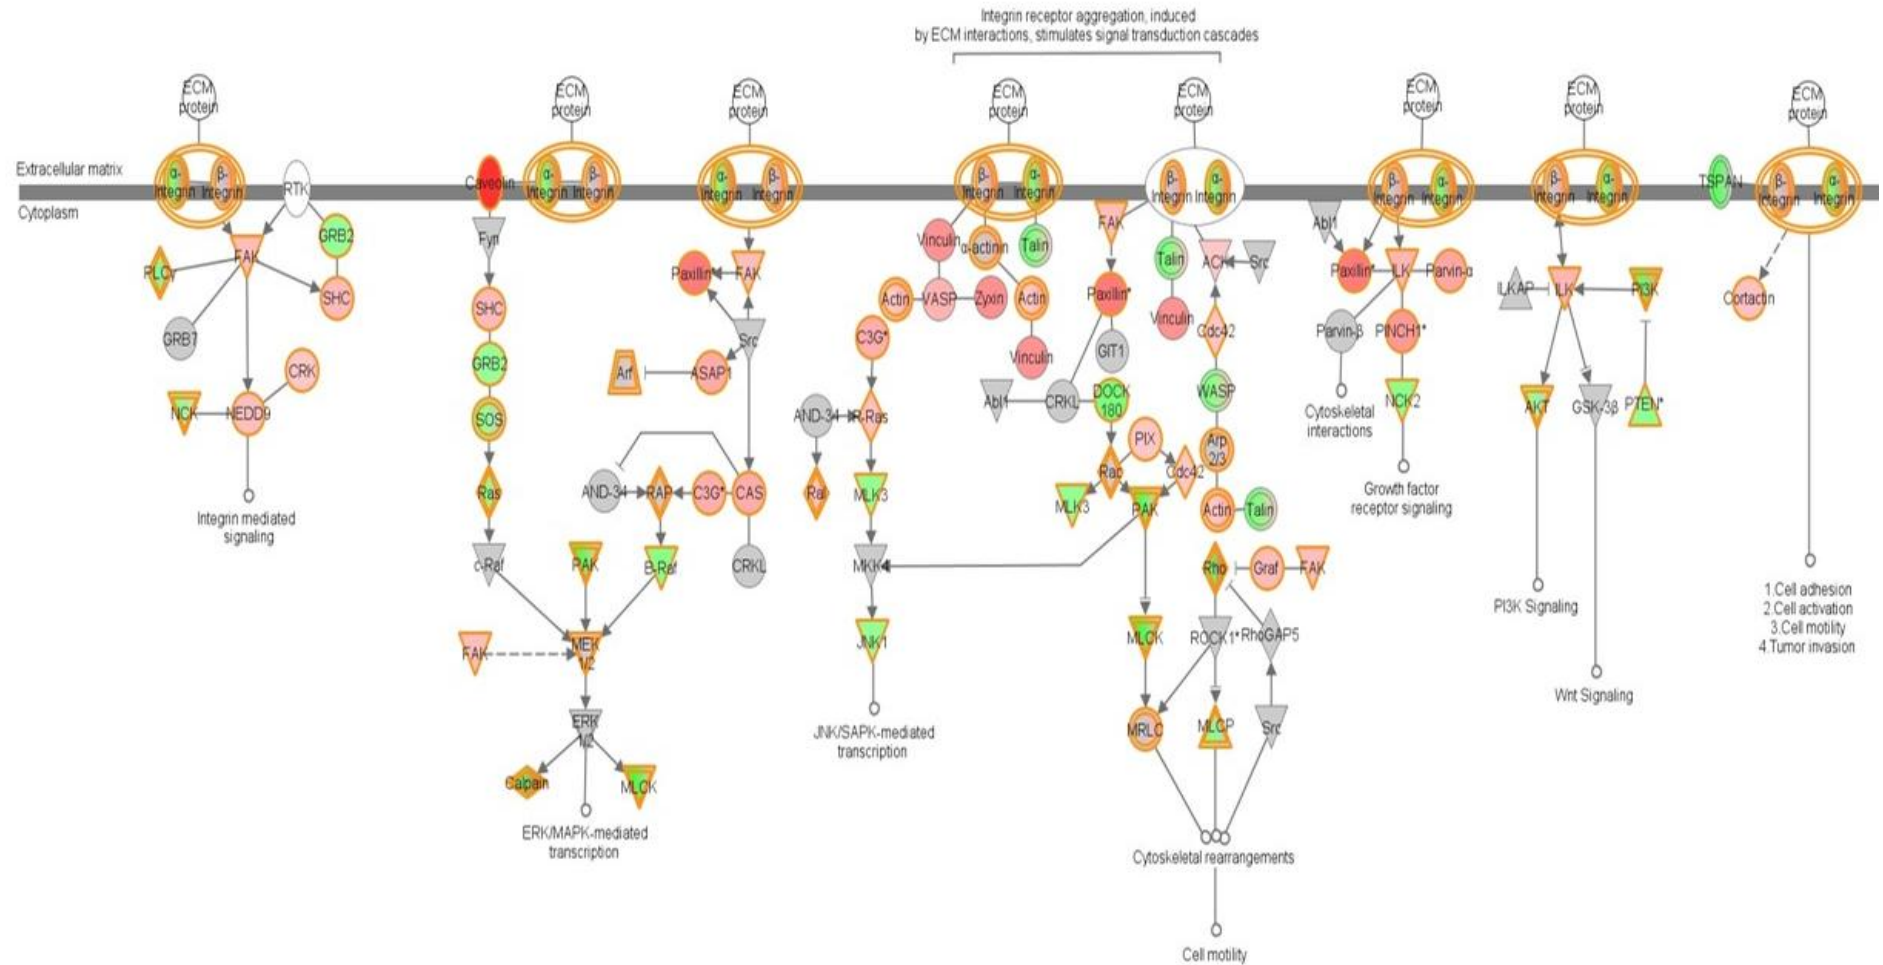 Integrin receptor aggregation, induced
by ECM interactions, stimulates signal transduction cascades
ECM
protein
ECM
protein
ECM
protein
ECM
protein
ECM
protein
ECM
protein
ECM
protein
ECM
protein
Extracellular matrix
Cytoplasm
α-
Integrin
β-
Integrin
RTK
Caveolin
α-
Integrin
β-
Integrin
α-
Integrin
β-
Integrin
β-
Integrin
α-
Integrin
β-
Integrin
α-
Integrin
β-
Integrin
α-
Integrin
β-
Integrin
α-
Integrin
TSPAN
β-
Integrin
α-
Integrin
GRB2
FAK
PLCγ
SHC
GRB7
CRK
NCK
NEDD9
Integrin mediated
signaling
Fyn
SHC
GRB2
SOS
Ras
c-Raf
PAK
B-Raf
FAK
MEK
1/2
ERK
1/2
Calpain
MLCK
ERK/MAPK-mediated
transcription
Paxillin*
FAK
Src
Arf
ASAP1
AND-34
RAP
C3G*
CAS
CRKL
Vinculin
α-actinin
Talin
Actin
VASP
Zyxin
Actin
Vinculin
C3G*
AND-34
R-Ras
Ral
MLK3
MKK4
JNK1
JNK/SAPK-mediated
transcription
FAK
Paxillin*
GIT1
Abl1
CRKL
DOCK
180
PIX
Rac
Cdc42
MLK3
PAK
MLCK
MRLC
Talin
Vinculin
ACK
Src
Cdc42
WASP
Arp
2/3
Actin
Talin
Rho
Graf
FAK
ROCK1*
RhoGAP5
MLCP
Src
Cytoskeletal rearrangements
Cell motility
Abl1
Paxillin*
ILK
Parvin-α
Parvin-β
PINCH1*
NCK2
Cytoskeletal
interactions
Growth factor
receptor signaling
ILKAP
ILK
PI3K
AKT
GSK-3β
PTEN*
PI3K Signaling
Wnt Signaling
Cortactin
1.Cell adhesion
2.Cell activation
3.Cell motility
4.Tumor invasion